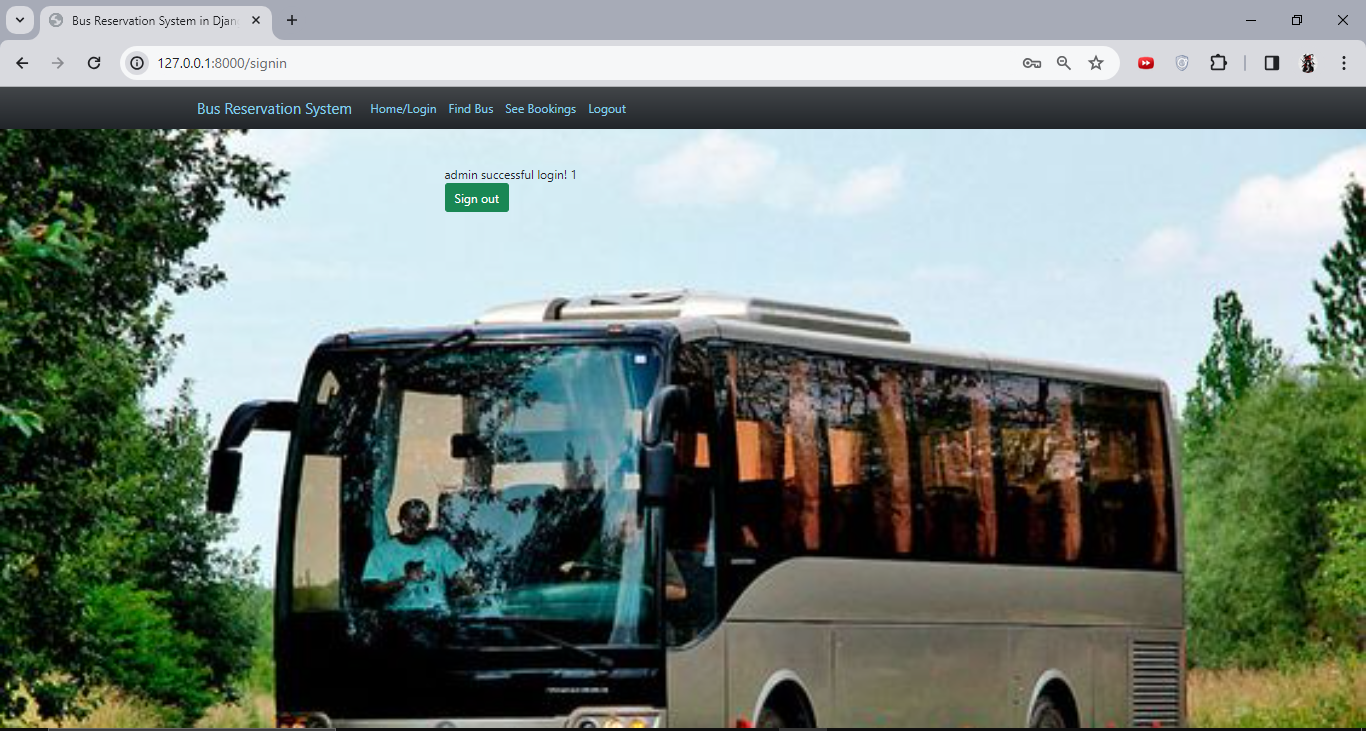 Bus Reservation System in Djan
127.0.0.1:8000/signin
Bus Reservation System Home/Login Find Bus See Bookings Logout
admin successful login! 1
Sign out